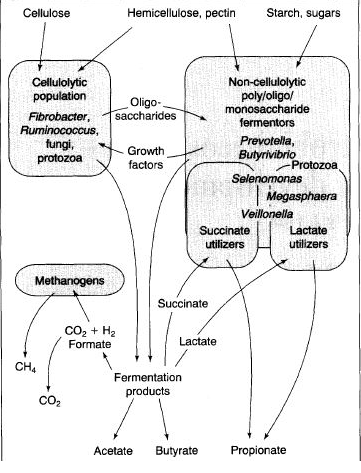 Cellulose
Hemicellulose, pectin
Starch, sugars
Cellulolytic
population
Fibrobacter,
Ruminococcus,
fungi,
protozoa
Oligo-
saccharides
Growth
factors
Non-cellulolytic
poly/oligo/
monosaccharide
fermentors
Prevotella,
Butyrivibrio
Protozoa
Selenomonas
Megasphaera
Veillonella
Succinate
utilizers
Lactate
utilizers
Methanogens
Succinate
CO₂ + H₂
Formate
Lactate
CH₄
CO₂
Fermentation
products
Acetate
Butyrate
Propionate